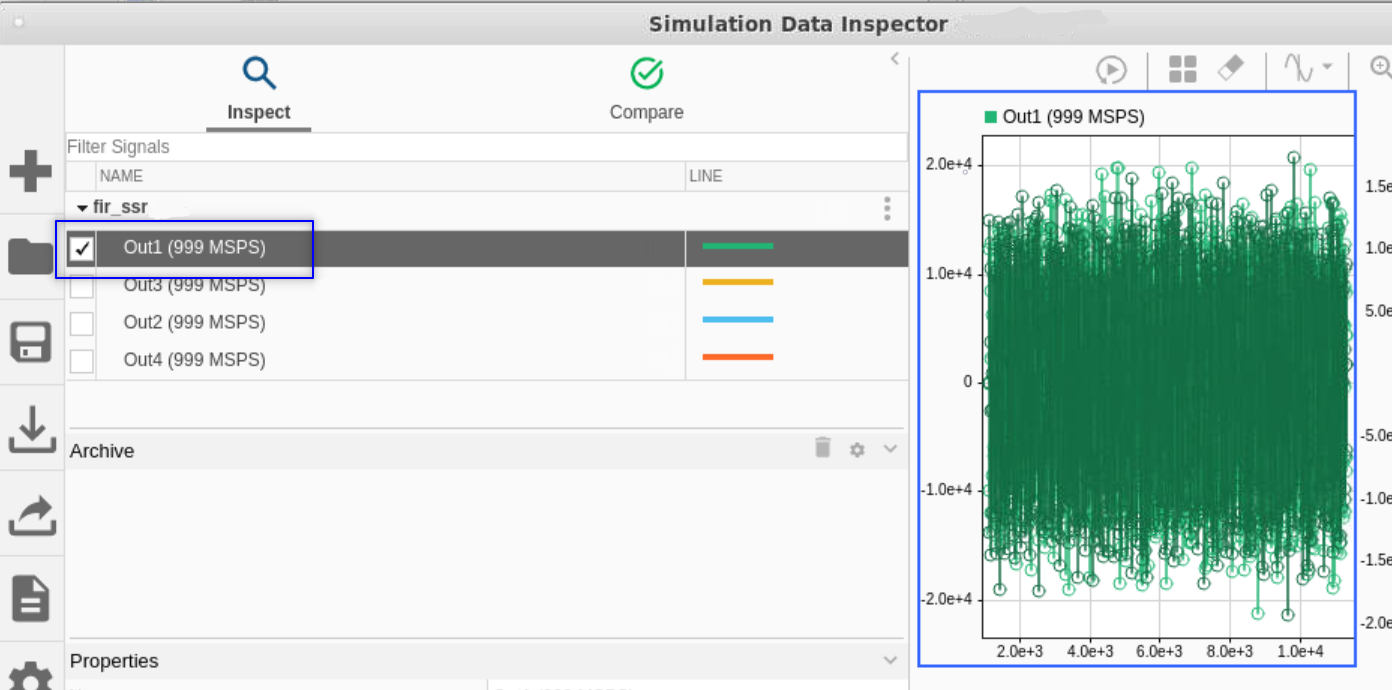 Simulation Data Inspector
Inspect
Compare
Filter Signals
NAME
LINE
fir_ssr
Out1 (999 MSPS)
Out3 (999 MSPS)
Out2 (999 MSPS)
Out4 (999 MSPS)
Archive
Properties
Out1 (999 MSPS)
2.0e+4
1.0e+4
0
-1.0e+4
-2.0e+4
2.0e+3 4.0e+3 6.0e+3 8.0e+3 1.0e+4
1.5e
1.0e
5.0e
-5.0e
-1.0e
-1.5e
-2.0e